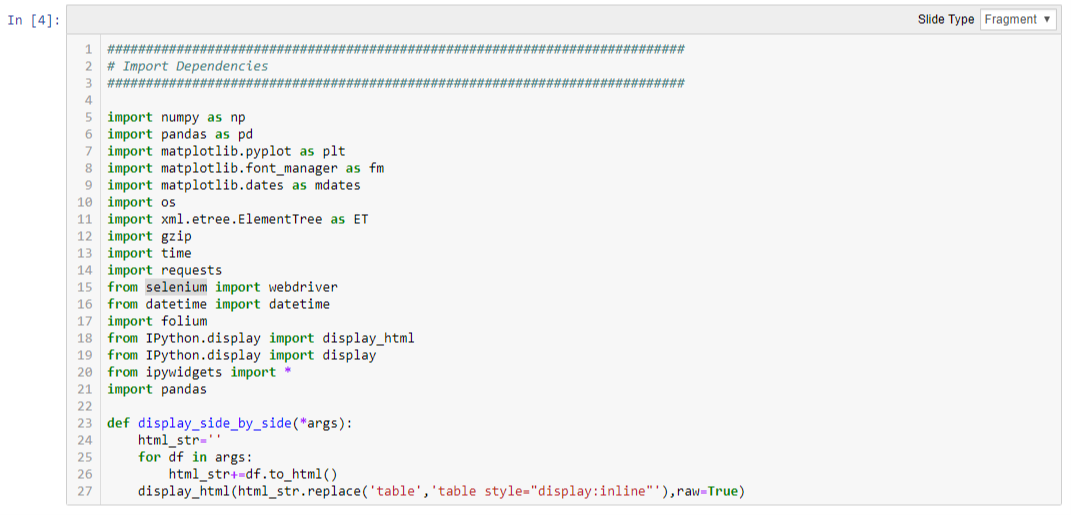 In [4]:
Slide Type Fragment ▼
1 ###########################################################################
2 # Import Dependencies
3 ###########################################################################
4
5 import numpy as np
6 import pandas as pd
7 import matplotlib.pyplot as plt
8 import matplotlib.font_manager as fm
9 import matplotlib.dates as mdates
10 import os
11 import xml.etree.ElementTree as ET
12 import gzip
13 import time
14 import requests
15 from selenium import webdriver
16 from datetime import datetime
17 import folium
18 from IPython.display import display_html
19 from IPython.display import display
20 from ipywidgets import *
21 import pandas
22
23 def display_side_by_side(*args):
24     html_str=''
25     for df in args:
26         html_str+=df.to_html()
27     display_html(html_str.replace('table','table style="display:inline"'),raw=True)